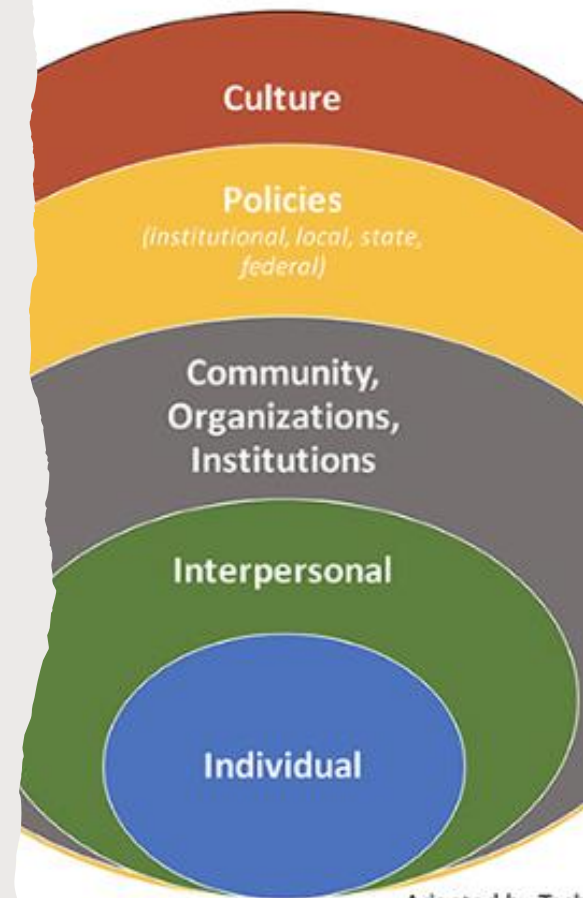 Culture
Policies
(institutional, local, state,
federal)
Community,
Organizations,
Institutions
Interpersonal
Individual